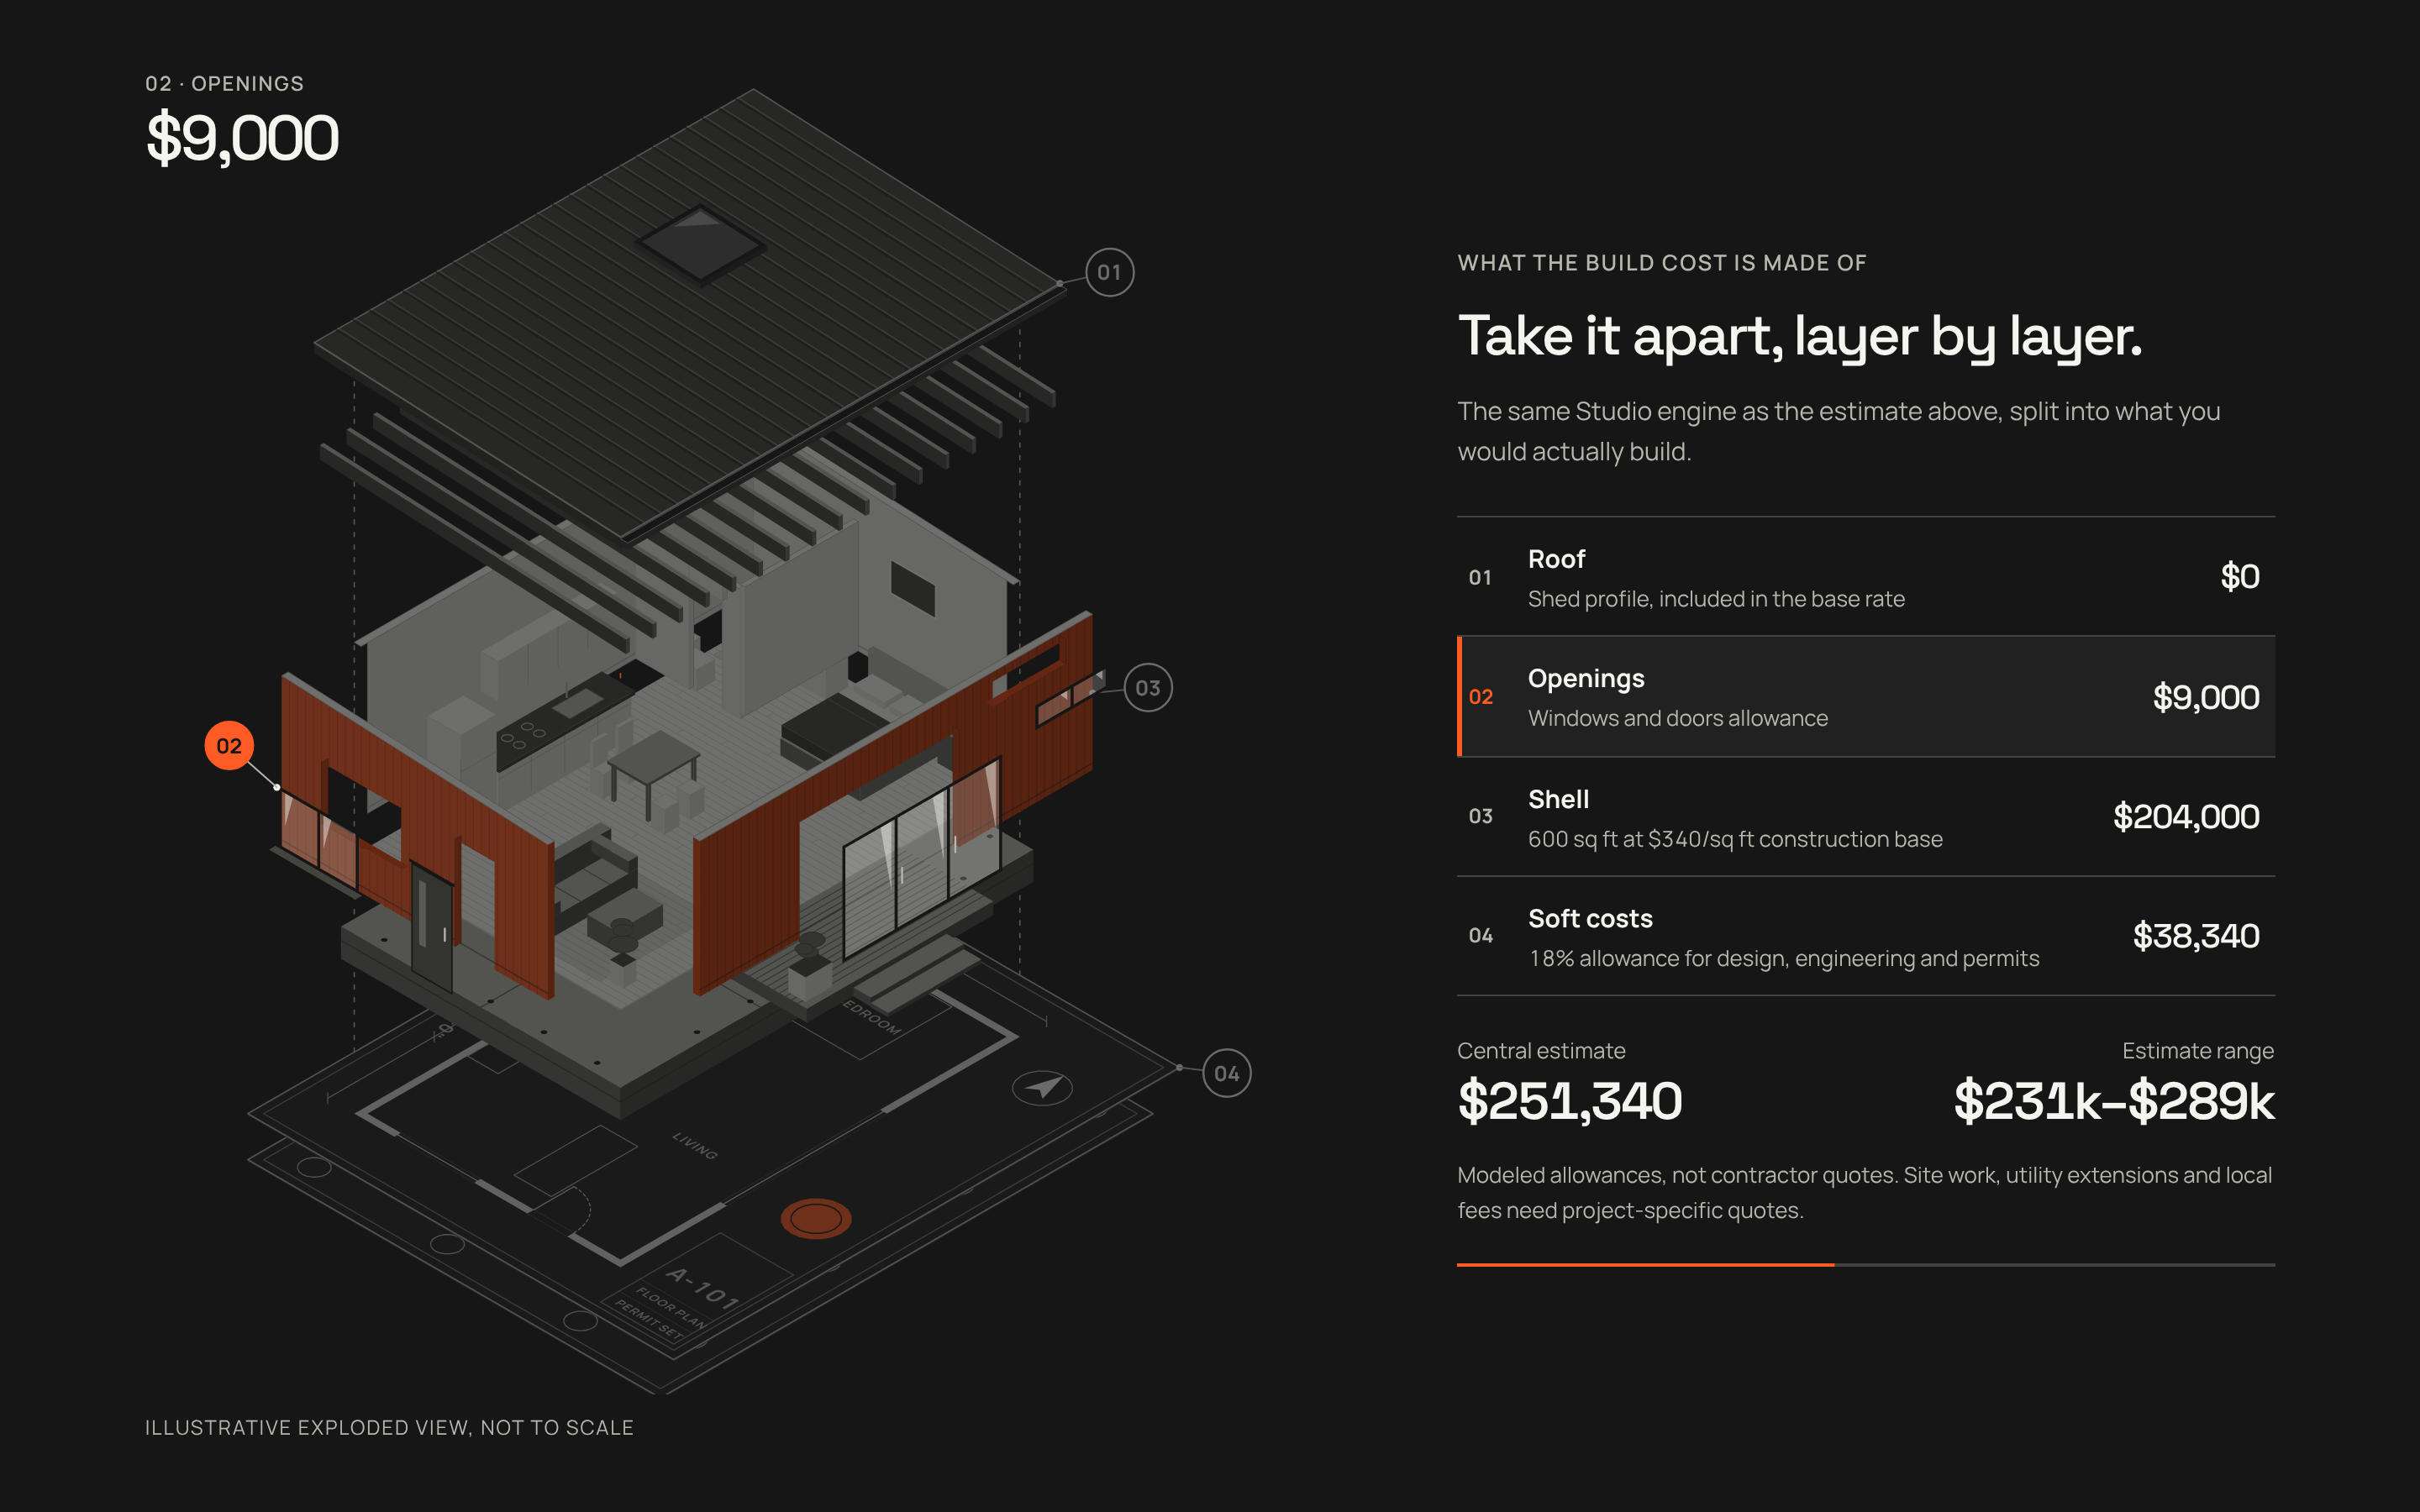 02 · OPENINGS
$9,000
01
03
02
04
EDROOM
LIVING
A-101
FLOOR PLAN
PERMIT SET
ILLUSTRATIVE EXPLODED VIEW, NOT TO SCALE
WHAT THE BUILD COST IS MADE OF
Take it apart, layer by layer.
The same Studio engine as the estimate above, split into what you
would actually build.
01 Roof $0
Shed profile, included in the base rate
02 Openings $9,000
Windows and doors allowance
03 Shell $204,000
600 sq ft at $340/sq ft construction base
04 Soft costs $38,340
18% allowance for design, engineering and permits
Central estimate Estimate range
$251,340 $231k–$289k
Modeled allowances, not contractor quotes. Site work, utility extensions and local
fees need project-specific quotes.